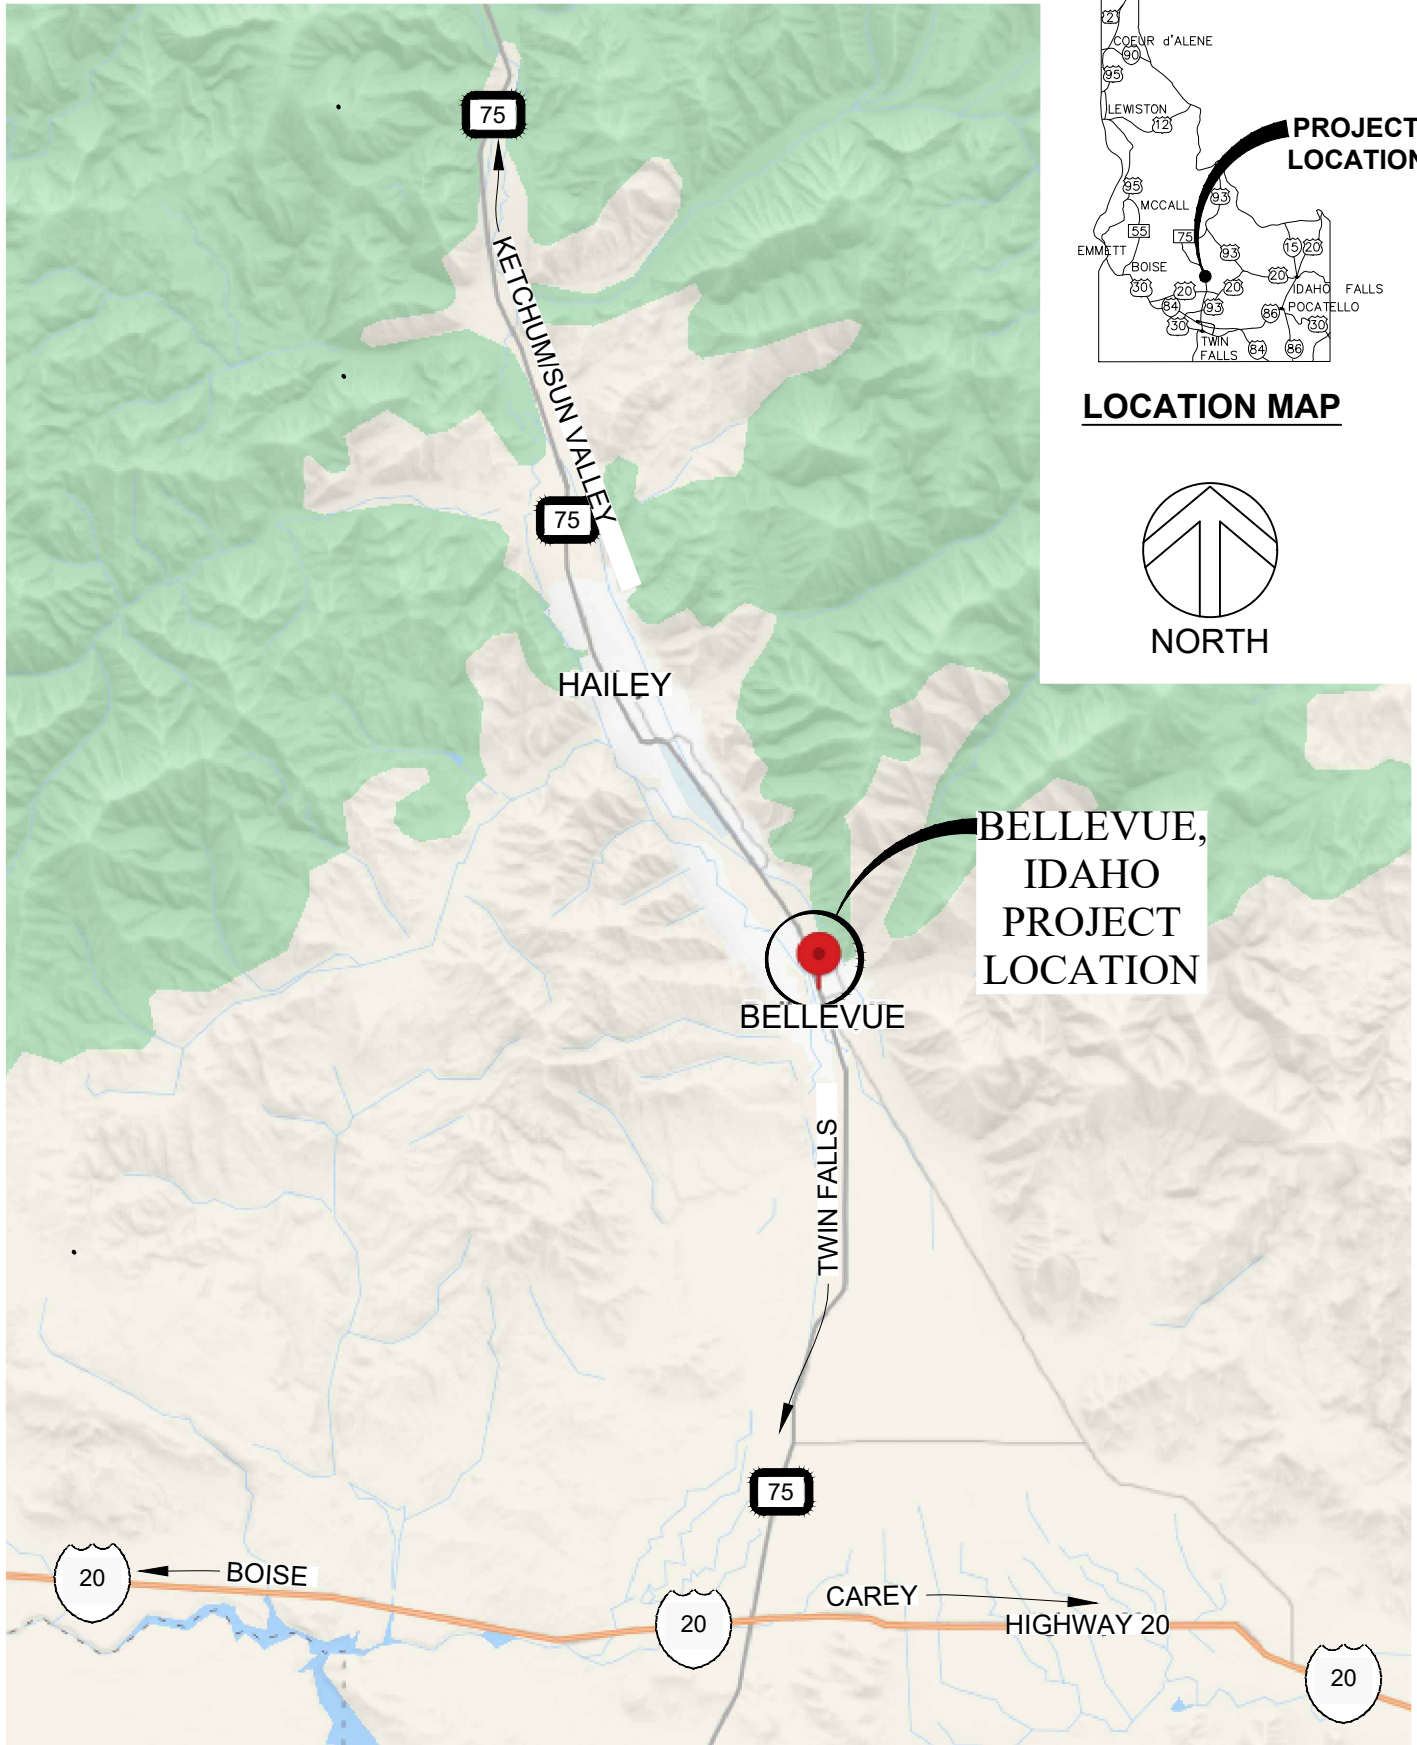 2
COEUR d'ALENE
90
95
LEWISTON
12
PROJECT
LOCATION
95
93
MCCALL
55
75
EMMETT
93
15
20
BOISE
20
30
20
20
IDAHO FALLS
84
93
86
POCATELLO
30
30
TWIN
FALLS
84
86
LOCATION MAP
NORTH
75
KETCHUM/SUN VALLEY
75
HAILEY
BELLEVUE,
IDAHO
PROJECT
LOCATION
BELLEVUE
TWIN FALLS
75
20
BOISE
20
CAREY
HIGHWAY 20
20